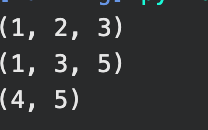 (1, 2, 3)
(1, 3, 5)
(4, 5)